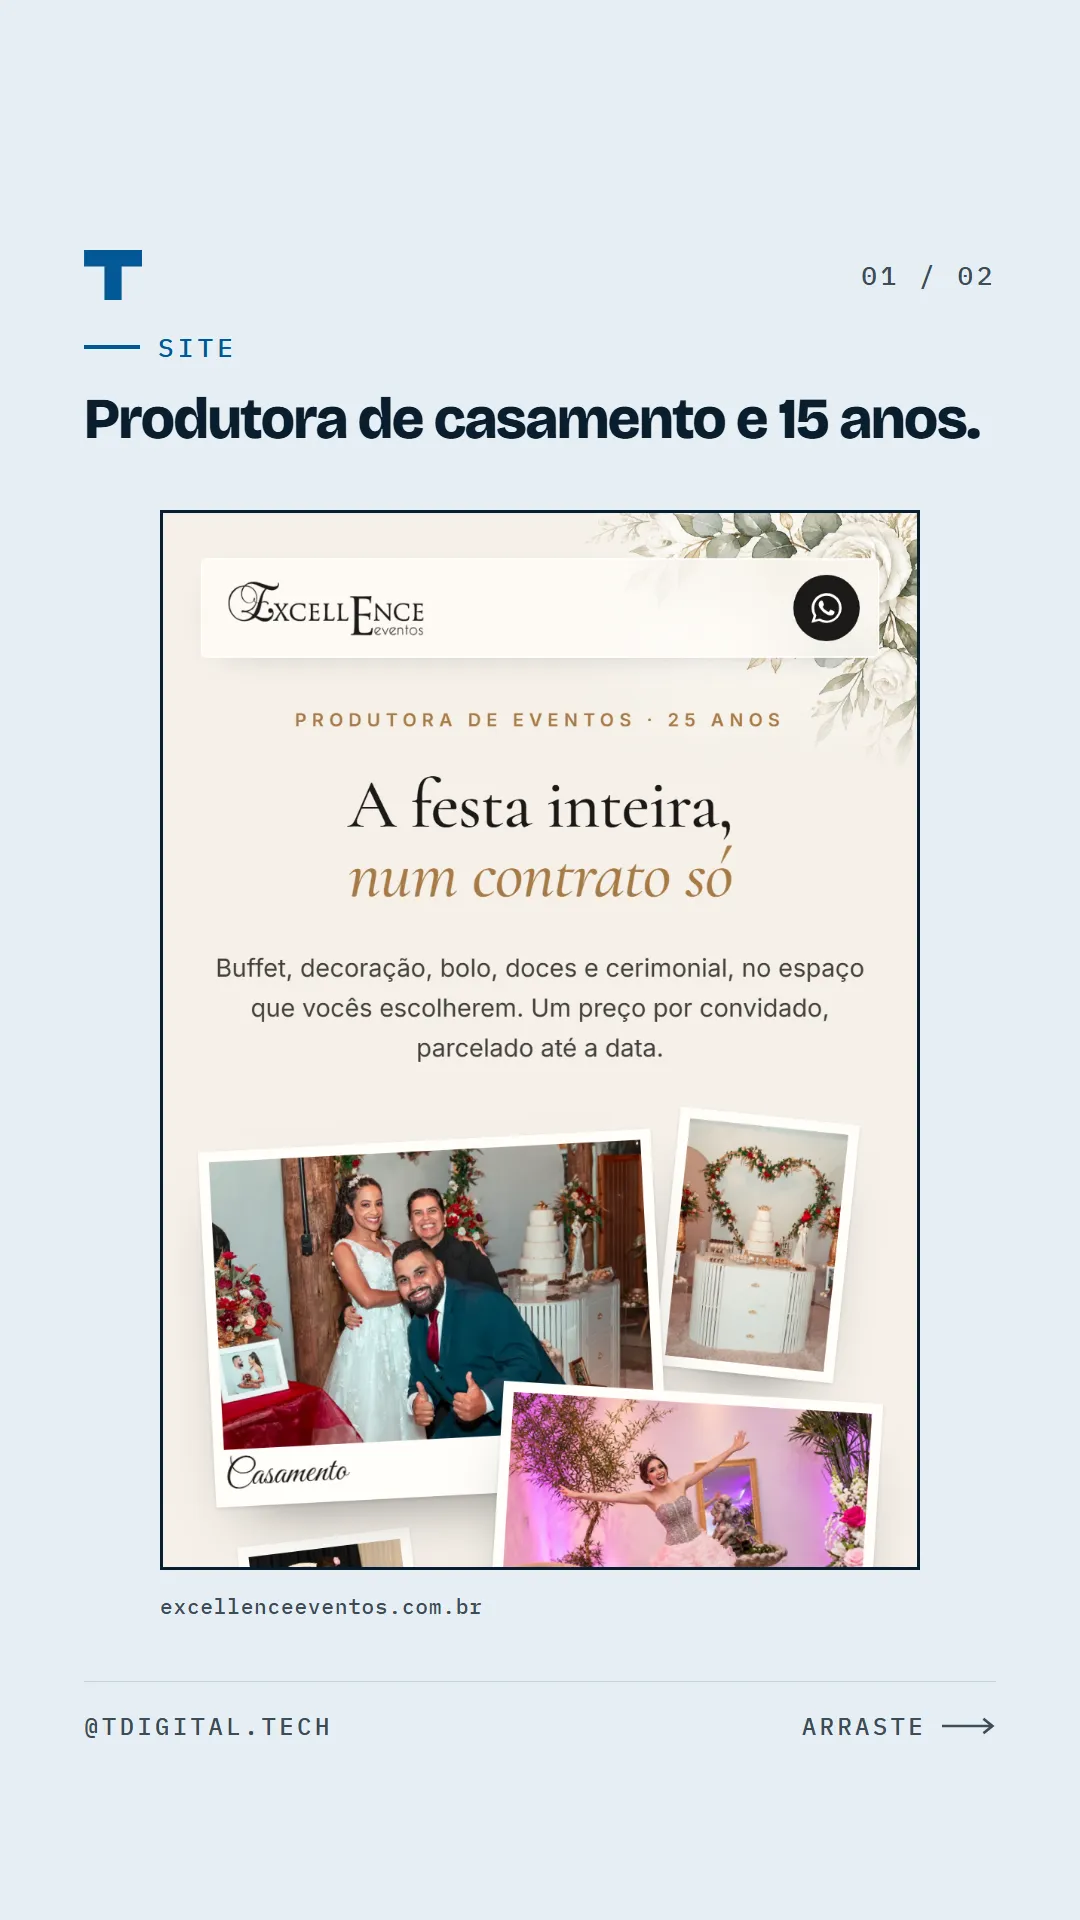 T
01 / 02
SITE
Produtora de casamento e 15 anos.
EXCELLENCE
eventos
PRODUTORA DE EVENTOS · 25 ANOS
A festa inteira,
num contrato só
Buffet, decoração, bolo, doces e cerimonial, no espaço
que vocês escolherem. Um preço por convidado,
parcelado até a data.
Casamento
excellenceeventos.com.br
@TDIGITAL.TECH
ARRASTE